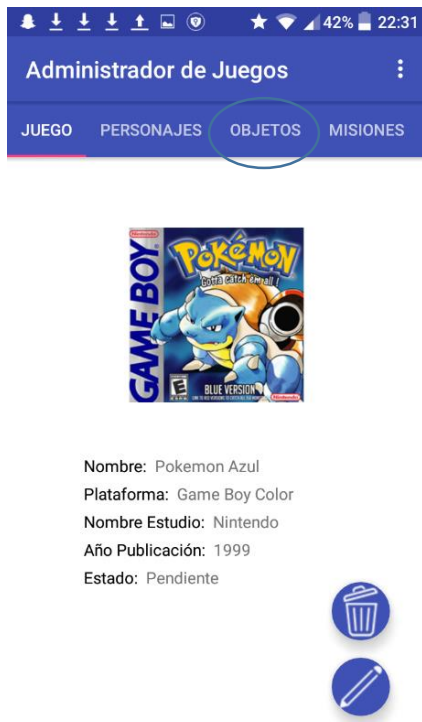 42% 22:31
Administrador de Juegos
JUEGO PERSONAJES OBJETOS MISIONES
GAME BOY
POKéMON
Gotta catch 'em all!
E
BLUE VERSION
Nintendo
Nombre: Pokemon Azul
Plataforma: Game Boy Color
Nombre Estudio: Nintendo
Año Publicación: 1999
Estado: Pendiente